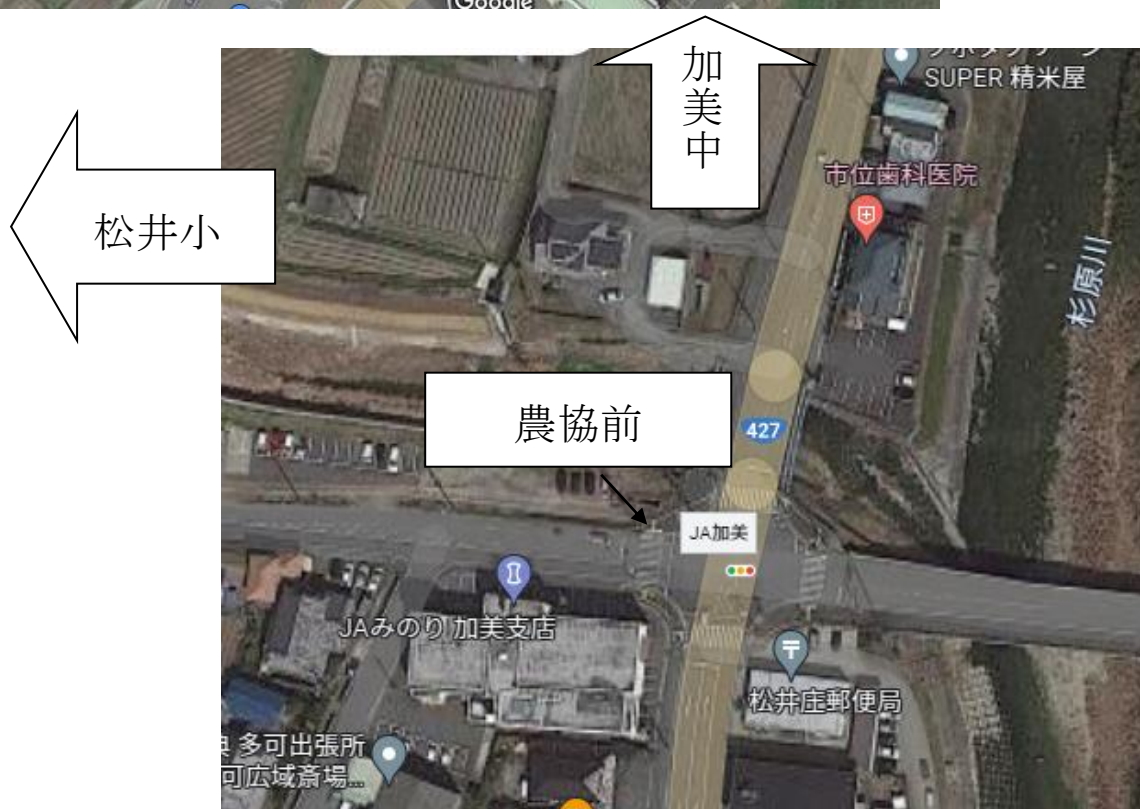 Google
加美中
SUPER 精米屋
市位歯科医院
松井小
杉原川
農協前
427
JA加美
JAみのり 加美支店
松井庄郵便局
多可出張所
可広域斎場...